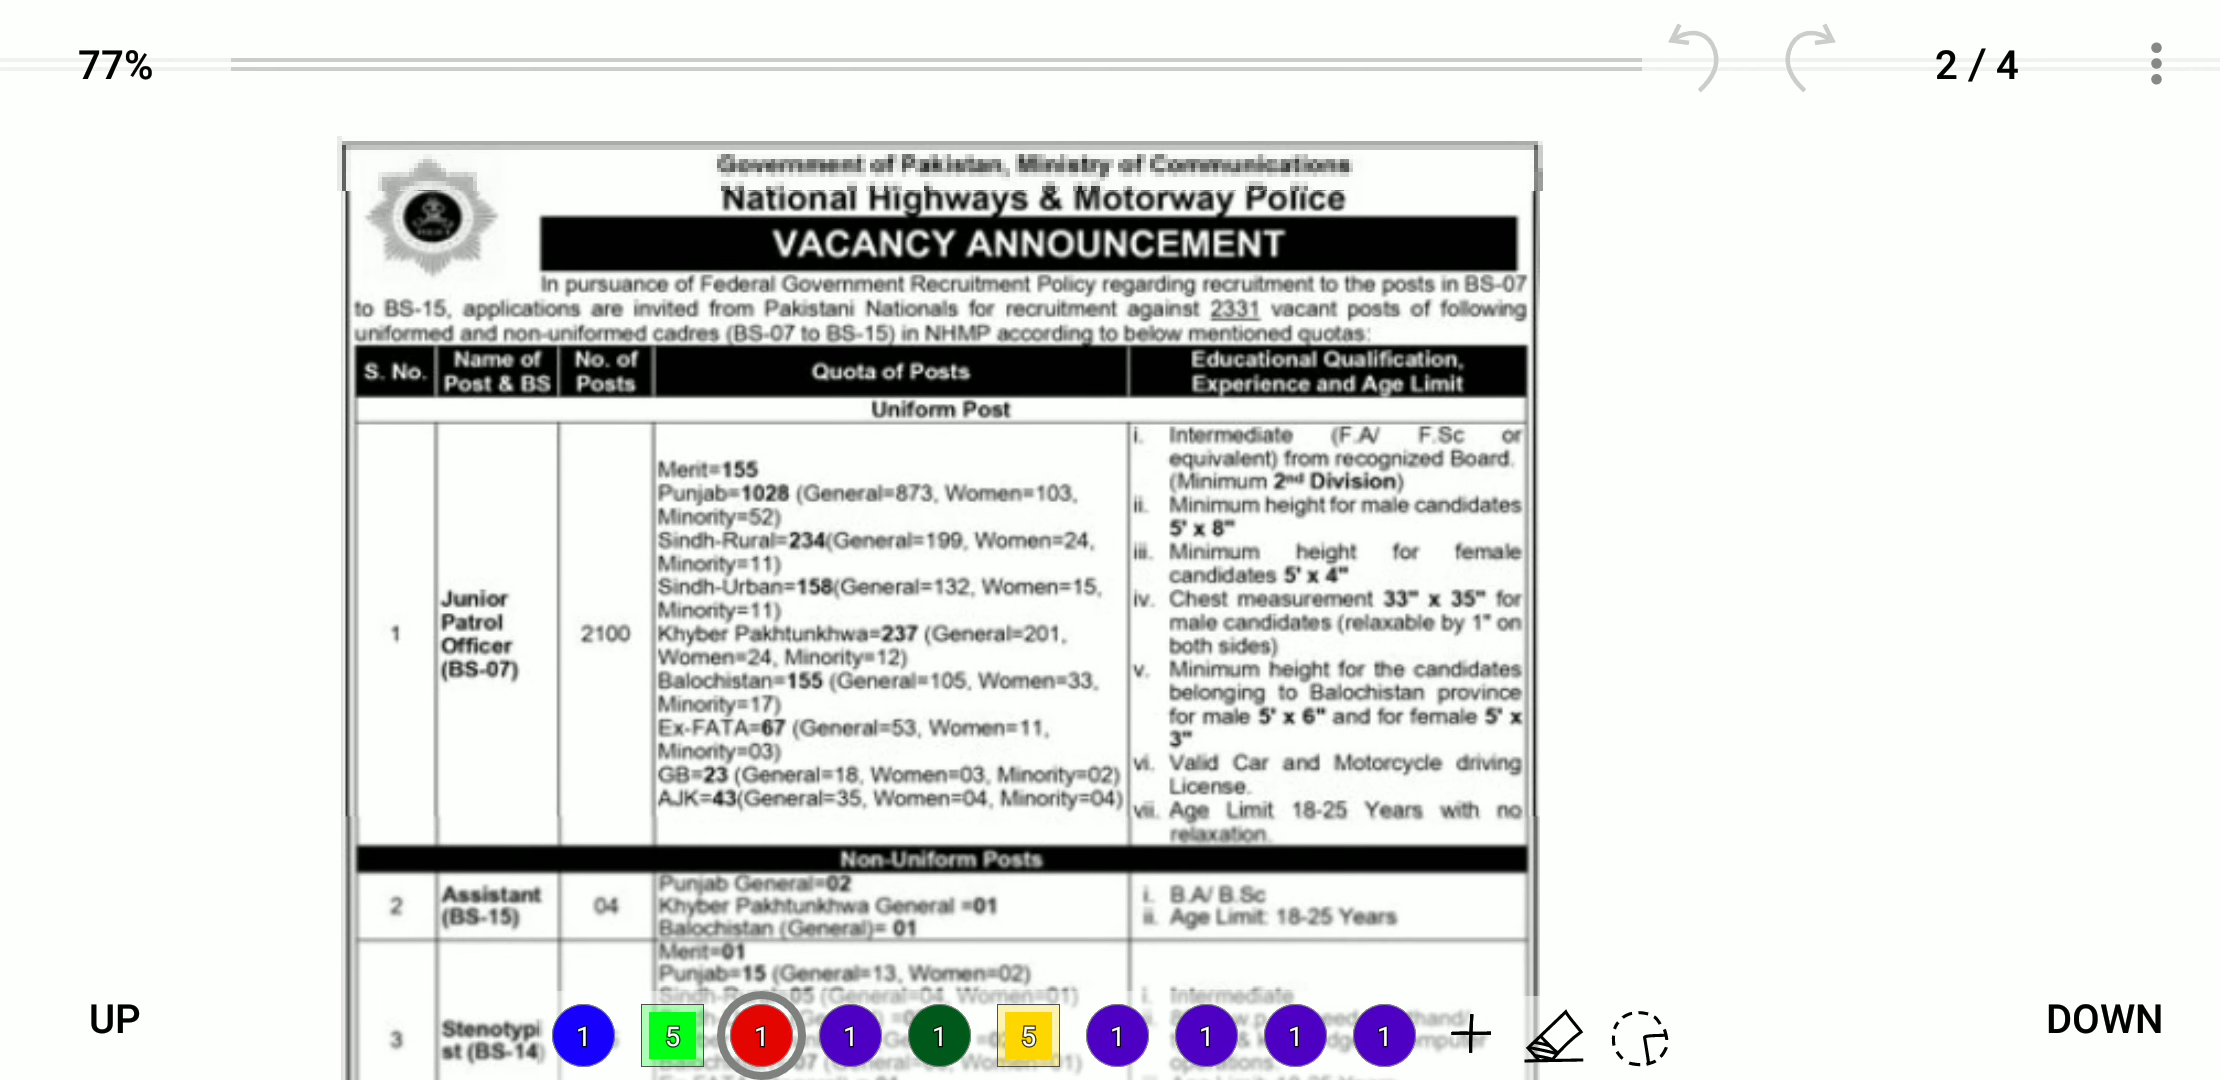 77%
2 / 4
Government of Pakistan, Ministry of Communications
National Highways & Motorway Police
VACANCY ANNOUNCEMENT
In pursuance of Federal Government Recruitment Policy regarding recruitment to the posts in BS-07
to BS-15, applications are invited from Pakistani Nationals for recruitment against 2331 vacant posts of following
uniformed and non-uniformed cadres (BS-07 to BS-15) in NHMP according to below mentioned quotas:
S. No.
Name of
Post & BS
No. of
Posts
Quota of Posts
Educational Qualification,
Experience and Age Limit
Uniform Post
1
Junior
Patrol
Officer
(BS-07)
2100
Merit=155
Punjab=1028 (General=873, Women=103,
Minority=52)
Sindh-Rural=234(General=199, Women=24,
Minority=11)
Sindh-Urban=158(General=132, Women=15,
Minority=11)
Khyber Pakhtunkhwa=237 (General=201,
Women=24, Minority=12)
Balochistan=155 (General=105, Women=33,
Minority=17)
Ex-FATA=67 (General=53, Women=11,
Minority=03)
GB=23 (General=18, Women=03, Minority=02)
AJK=43(General=35, Women=04, Minority=04)
i. Intermediate (F.A/ F.Sc or
equivalent) from recognized Board.
(Minimum 2nd Division)
ii. Minimum height for male candidates
5' x 8"
iii. Minimum height for female
candidates 5' x 4"
iv. Chest measurement 33" x 35" for
male candidates (relaxable by 1" on
both sides)
v. Minimum height for the candidates
belonging to Balochistan province
for male 5' x 6" and for female 5' x
3"
vi. Valid Car and Motorcycle driving
License.
vii. Age Limit 18-25 Years with no
relaxation.
Non-Uniform Posts
2
Assistant
(BS-15)
04
Punjab General=02
Khyber Pakhtunkhwa General =01
Balochistan (General)= 01
i. B.A/ B.Sc
ii. Age Limit: 18-25 Years
3
Stenotypi
st (BS-14)
Merit=01
Punjab=15 (General=13, Women=02)
05 (General=04, Women=01)
i. Intermediate
UP
1
5
1
1
1
5
1
1
1
1
DOWN